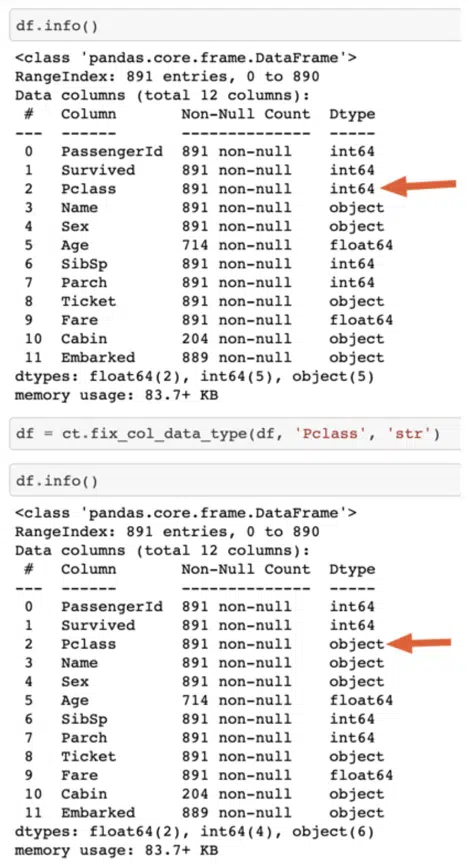 df.info()
<class 'pandas.core.frame.DataFrame'>
RangeIndex: 891 entries, 0 to 890
Data columns (total 12 columns):
 #   Column       Non-Null Count  Dtype
---  ------       --------------  -----
 0   PassengerId  891 non-null    int64
 1   Survived     891 non-null    int64
 2   Pclass       891 non-null    int64
 3   Name         891 non-null    object
 4   Sex          891 non-null    object
 5   Age          714 non-null    float64
 6   SibSp        891 non-null    int64
 7   Parch        891 non-null    int64
 8   Ticket       891 non-null    object
 9   Fare         891 non-null    float64
 10  Cabin        204 non-null    object
 11  Embarked     889 non-null    object
dtypes: float64(2), int64(5), object(5)
memory usage: 83.7+ KB
df = ct.fix_col_data_type(df, 'Pclass', 'str')
df.info()
<class 'pandas.core.frame.DataFrame'>
RangeIndex: 891 entries, 0 to 890
Data columns (total 12 columns):
 #   Column       Non-Null Count  Dtype
---  ------       --------------  -----
 0   PassengerId  891 non-null    int64
 1   Survived     891 non-null    int64
 2   Pclass       891 non-null    object
 3   Name         891 non-null    object
 4   Sex          891 non-null    object
 5   Age          714 non-null    float64
 6   SibSp        891 non-null    int64
 7   Parch        891 non-null    int64
 8   Ticket       891 non-null    object
 9   Fare         891 non-null    float64
 10  Cabin        204 non-null    object
 11  Embarked     889 non-null    object
dtypes: float64(2), int64(4), object(6)
memory usage: 83.7+ KB